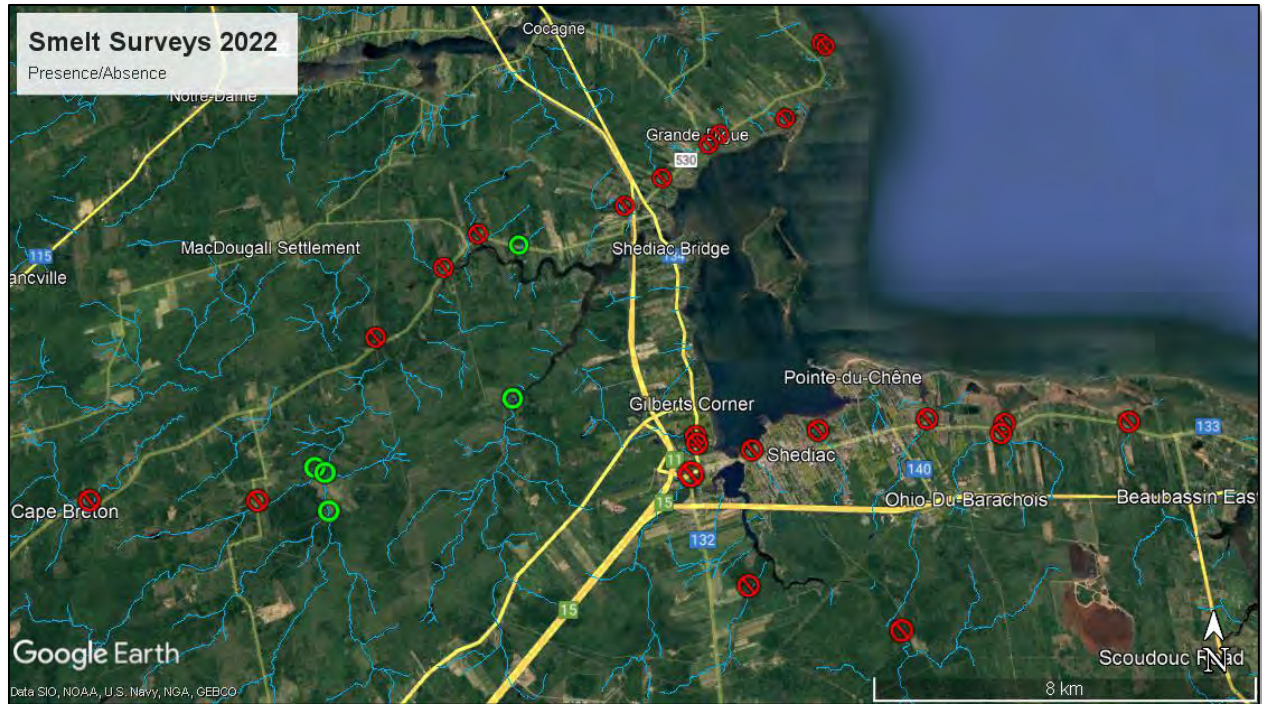 Smelt Surveys 2022
Presence/Absence
Cocagne
Notre-Dame
530
MacDougall Settlement
Shediac Bridge
115
134
ancville
Pointe-du-Chêne
Gilberts Corner
133
11
Shediac
140
15
Ohio-Du-Barachois
Beaubassin East
Cape Breton
132
15
Google Earth
N
Data SIO, NOAA, U.S. Navy, NGA, GEBCO
8 km